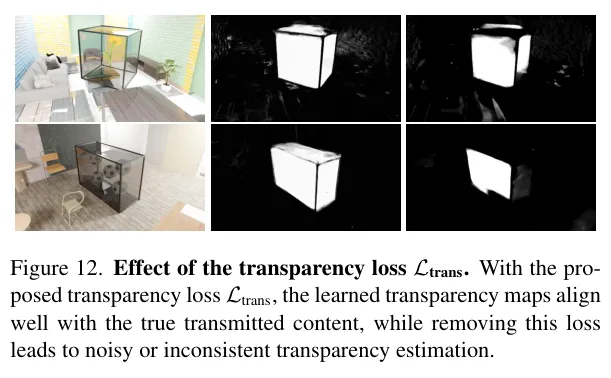 Figure 12. Effect of the transparency loss ℒtrans. With the pro-
posed transparency loss ℒtrans, the learned transparency maps align
well with the true transmitted content, while removing this loss
leads to noisy or inconsistent transparency estimation.